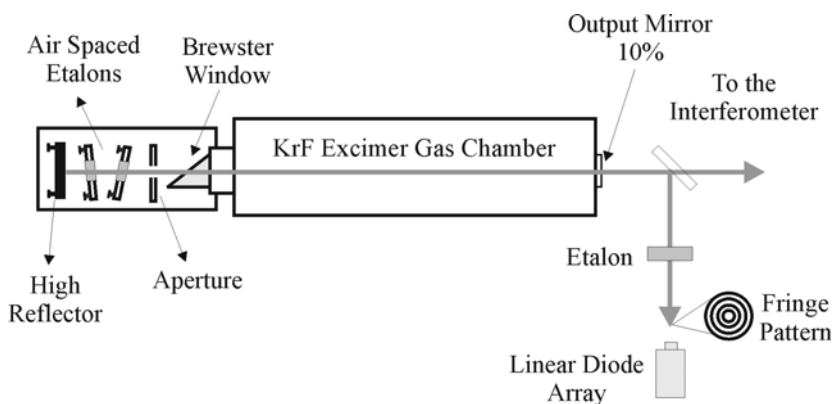 Air Spaced
Etalons
Brewster
Window
Output Mirror
10%
To the
Interferometer
KrF Excimer Gas Chamber
High
Reflector
Aperture
Etalon
Fringe
Pattern
Linear Diode
Array